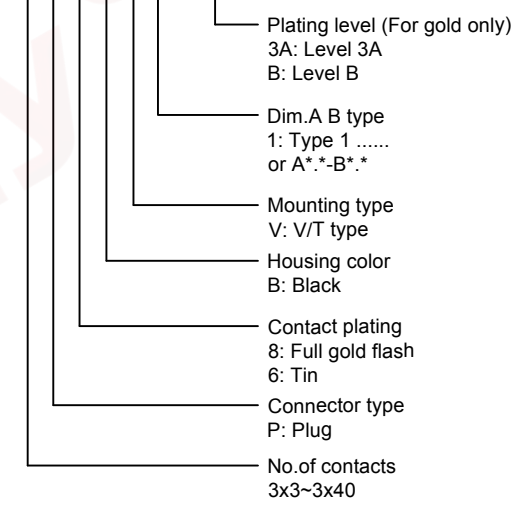 Plating level (For gold only)
3A: Level 3A
B: Level B
Dim.A B type
1: Type 1 ......
or A*.*-B*.*
Mounting type
V: V/T type
Housing color
B: Black
Contact plating
8: Full gold flash
6: Tin
Connector type
P: Plug
No.of contacts
3x3~3x40